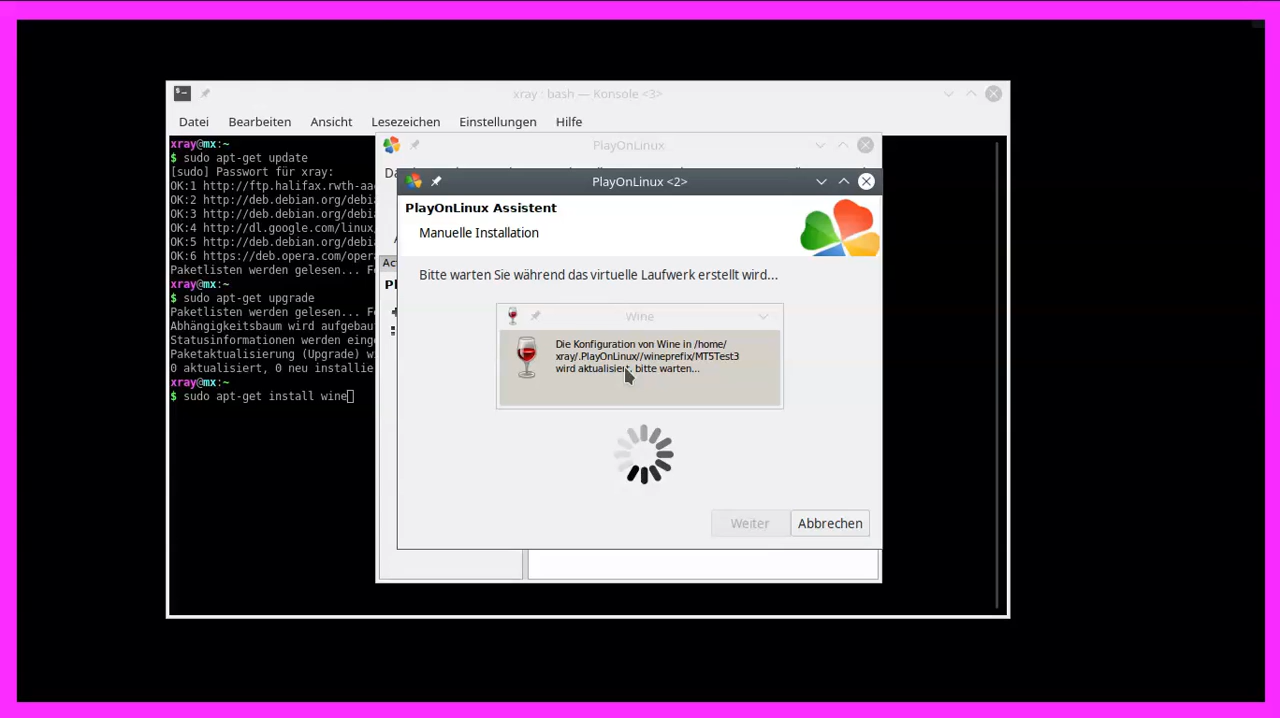 xray : bash — Konsole <3>
Datei Bearbeiten Ansicht Lesezeichen Einstellungen Hilfe
xray@mx:~
$ sudo apt-get update
[sudo] Passwort für xray:
OK:1 http://ftp.halifax.rwth-aa
OK:2 http://deb.debian.org/debi
OK:3 http://deb.debian.org/debi
OK:4 http://dl.google.com/linux
OK:5 http://deb.debian.org/debi
OK:6 https://deb.opera.com/oper
Paketlisten werden gelesen... Fe
xray@mx:~
$ sudo apt-get upgrade
Paketlisten werden gelesen... Fe
Abhängigkeitsbaum wird aufgebau
Statusinformationen werden eing
Paketaktualisierung (Upgrade) w
0 aktualisiert, 0 neu installie
xray@mx:~
$ sudo apt-get install wine
PlayOnLinux
Da
Ac
Pl
PlayOnLinux <2>
PlayOnLinux Assistent
Manuelle Installation
Bitte warten Sie während das virtuelle Laufwerk erstellt wird...
Wine
Die Konfiguration von Wine in /home/
xray/.PlayOnLinux//wineprefix/MT5Test3
wird aktualisiert, bitte warten...
Weiter Abbrechen